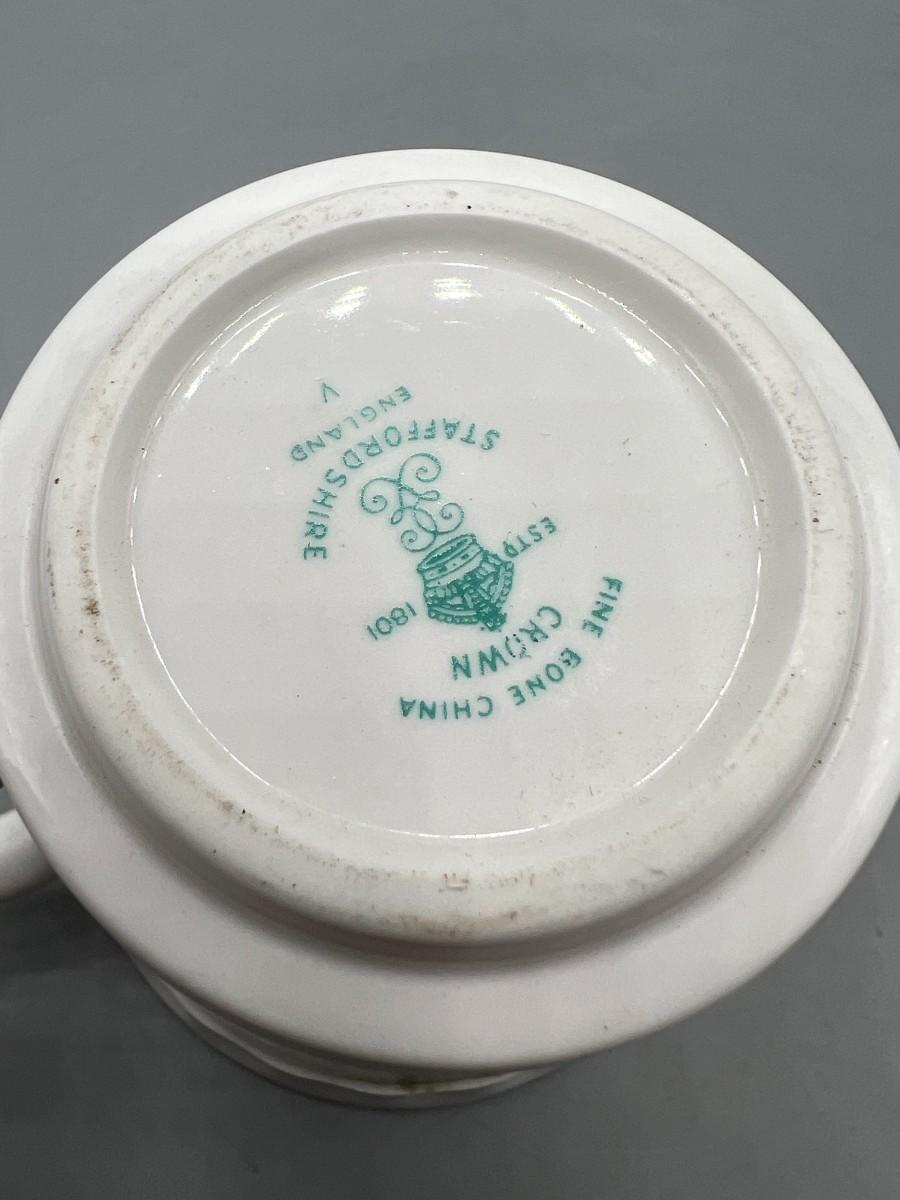 FINE BONE CHINA
CROWN
ESTD 1801
STAFFORDSHIRE
ENGLAND
V